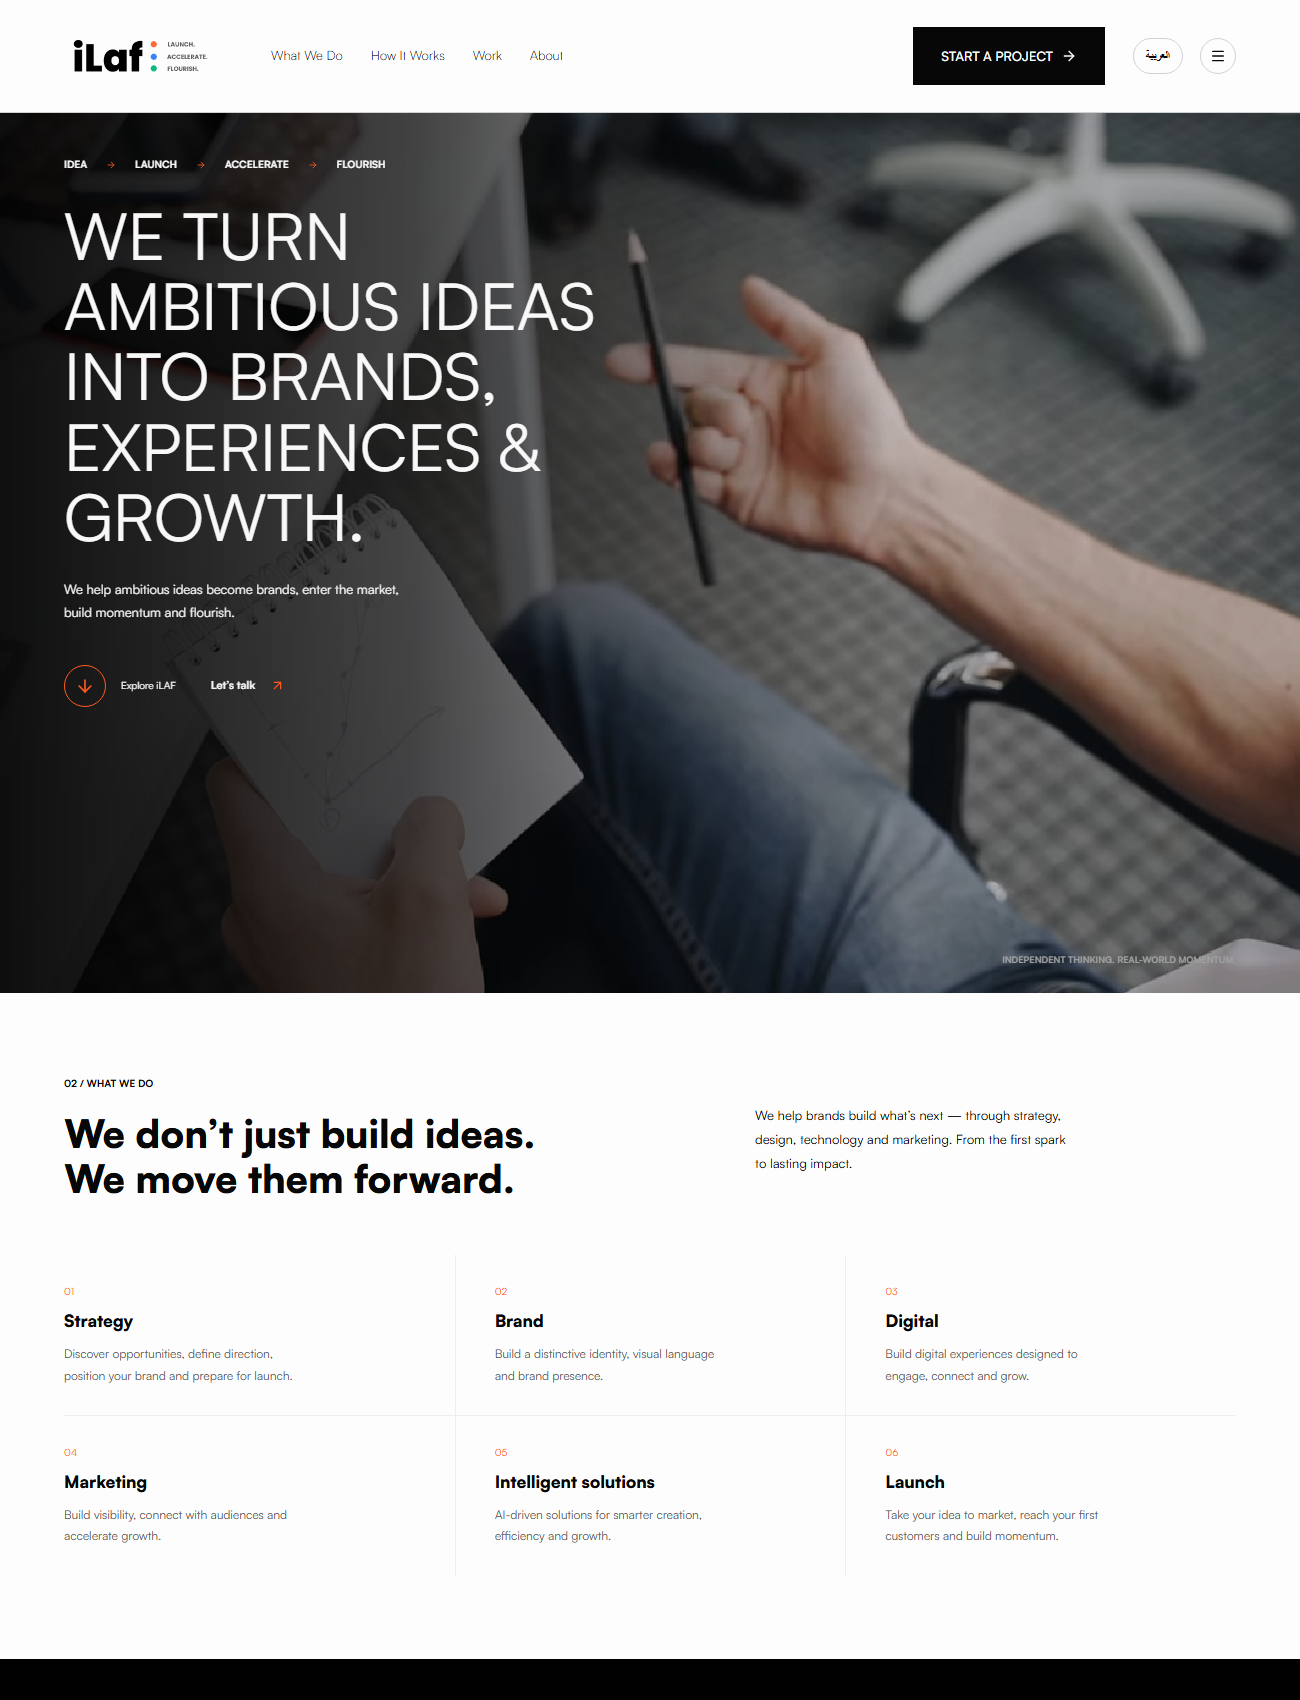 iLaf
LAUNCH.
ACCELERATE.
FLOURISH.
What We Do
How It Works
Work
About
START A PROJECT
العربية
IDEA
LAUNCH
ACCELERATE
FLOURISH
WE TURN
AMBITIOUS IDEAS
INTO BRANDS,
EXPERIENCES &
GROWTH.
We help ambitious ideas become brands, enter the market,
build momentum and flourish.
Explore iLAF
Let’s talk
INDEPENDENT THINKING. REAL-WORLD MOMENTUM.
02 / WHAT WE DO
We don’t just build ideas.
We move them forward.
We help brands build what’s next — through strategy,
design, technology and marketing. From the first spark
to lasting impact.
01
Strategy
Discover opportunities, define direction,
position your brand and prepare for launch.
02
Brand
Build a distinctive identity, visual language
and brand presence.
03
Digital
Build digital experiences designed to
engage, connect and grow.
04
Marketing
Build visibility, connect with audiences and
accelerate growth.
05
Intelligent solutions
AI-driven solutions for smarter creation,
efficiency and growth.
06
Launch
Take your idea to market, reach your first
customers and build momentum.